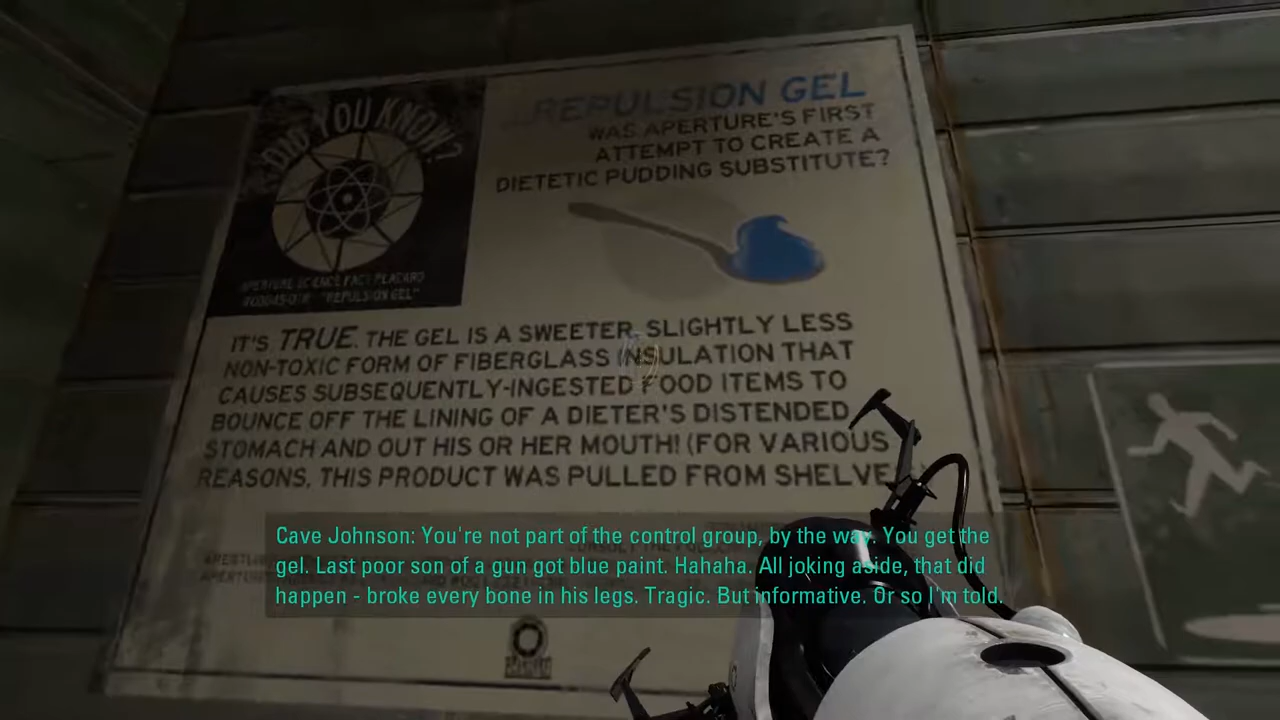 DID YOU KNOW?
APERTURE SCIENCE FACT PLACARD
"REPULSION GEL"
REPULSION GEL
WAS APERTURE'S FIRST
ATTEMPT TO CREATE A
DIETETIC PUDDING SUBSTITUTE?
IT'S TRUE. THE GEL IS A SWEETER, SLIGHTLY LESS
NON-TOXIC FORM OF FIBERGLASS INSULATION THAT
CAUSES SUBSEQUENTLY-INGESTED FOOD ITEMS TO
BOUNCE OFF THE LINING OF A DIETER'S DISTENDED
STOMACH AND OUT HIS OR HER MOUTH! (FOR VARIOUS
REASONS, THIS PRODUCT WAS PULLED FROM SHELVE
Cave Johnson: You're not part of the control group, by the way. You get the
gel. Last poor son of a gun got blue paint. Hahaha. All joking aside, that did
happen - broke every bone in his legs. Tragic. But informative. Or so I'm told.